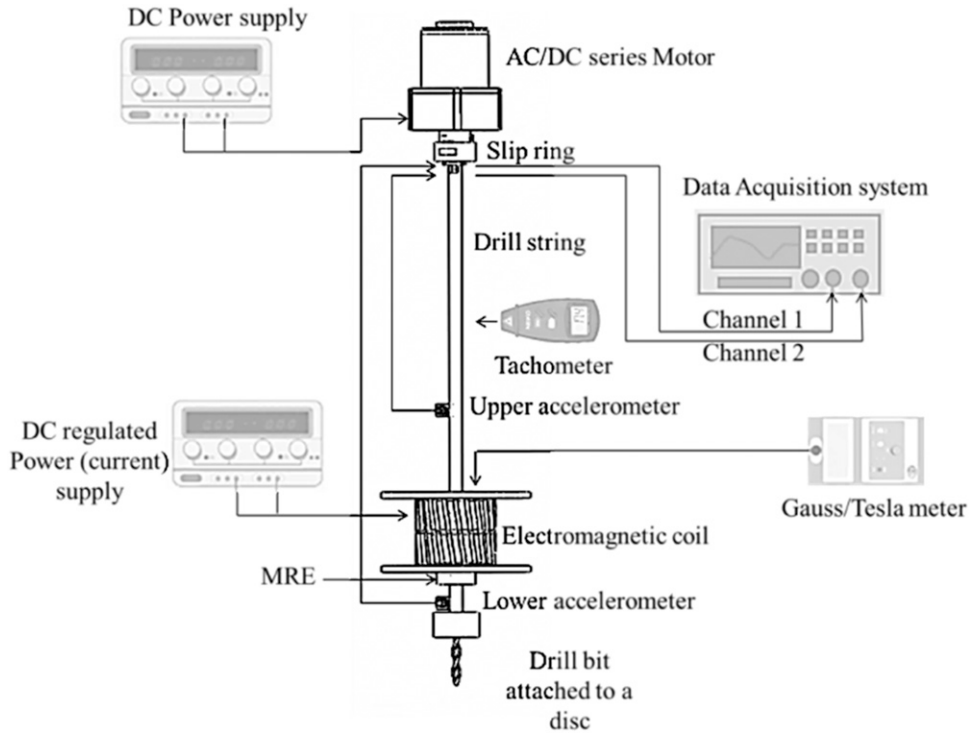 DC Power supply
AC/DC series Motor
Slip ring
Data Acquisition system
Drill string
Channel 1
Channel 2
Tachometer
Upper accelerometer
DC regulated
Power (current)
supply
Gauss/Tesla meter
Electromagnetic coil
MRE
Lower accelerometer
Drill bit
attached to a
disc